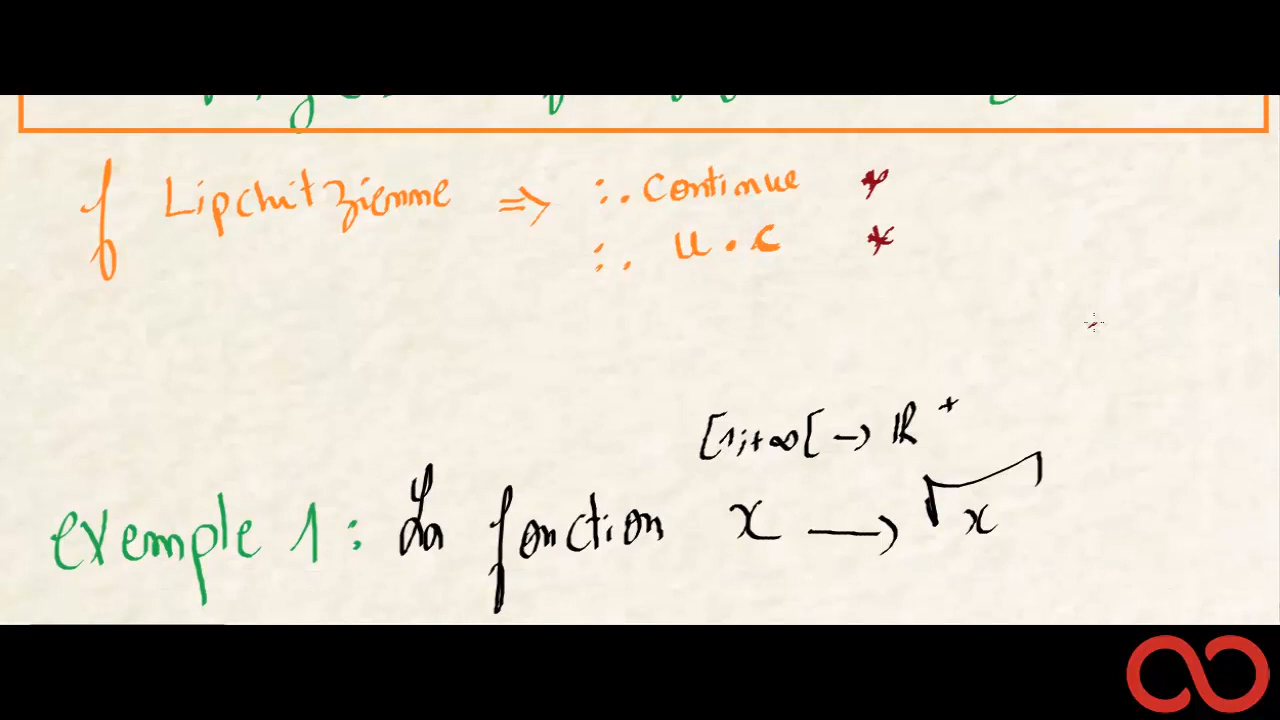 f Lipchitzienne => ∴ Continue *
∴ U.C *
[1;+∞[ → ℝ⁺
exemple 1 : La fonction x → √x